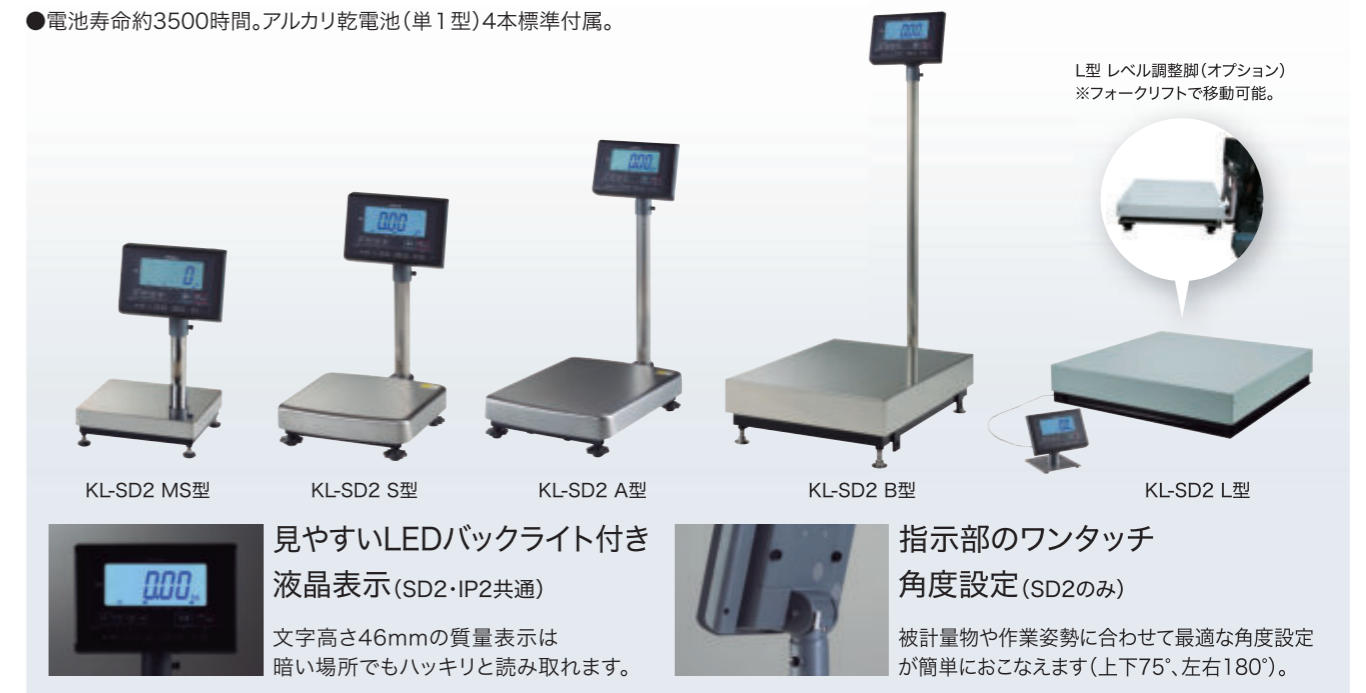 ●電池寿命約3500時間。アルカリ乾電池(単1型)4本標準付属。
L型 レベル調整脚(オプション)
※フォークリフトで移動可能。
0.00
0.00
0.00
0
KL-SD2 MS型
KL-SD2 S型
KL-SD2 A型
KL-SD2 B型
KL-SD2 L型
0.00
見やすいLEDバックライト付き
液晶表示(SD2・IP2共通)
文字高さ46mmの質量表示は
暗い場所でもハッキリと読み取れます。
指示部のワンタッチ
角度設定(SD2のみ)
被計量物や作業姿勢に合わせて最適な角度設定
が簡単におこなえます(上下75°、左右180°)。